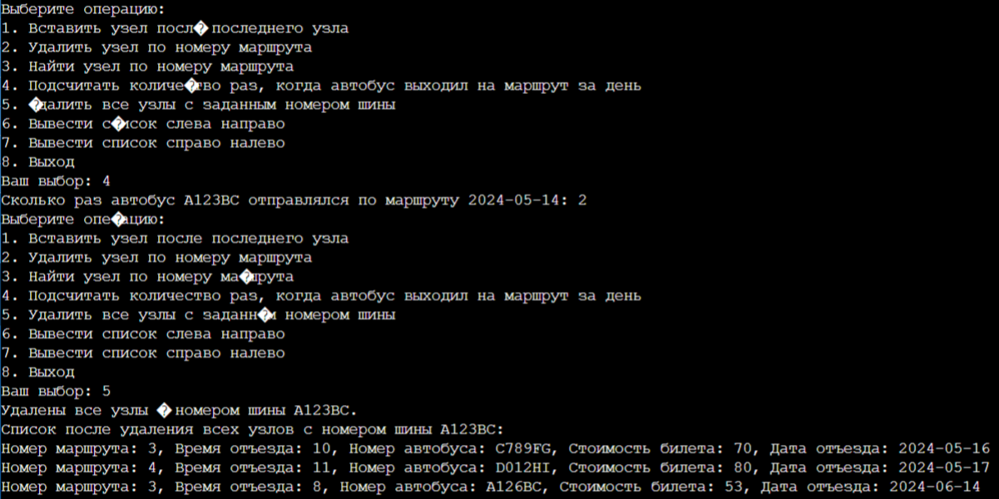 Выберите операцию:
1. Вставить узел посл� последнего узла
2. Удалить узел по номеру маршрута
3. Найти узел по номеру маршрута
4. Подсчитать количе�тво раз, когда автобус выходил на маршрут за день
5. �далить все узлы с заданным номером шины
6. Вывести с�исок слева направо
7. Вывести список справо налево
8. Выход
Ваш выбор: 4
Сколько раз автобус A123BC отправлялся по маршруту 2024-05-14: 2
Выберите опе�ацию:
1. Вставить узел после последнего узла
2. Удалить узел по номеру маршрута
3. Найти узел по номеру ма�шрута
4. Подсчитать количество раз, когда автобус выходил на маршрут за день
5. Удалить все узлы с заданн�м номером шины
6. Вывести список слева направо
7. Вывести список справо налево
8. Выход
Ваш выбор: 5
Удалены все узлы � номером шины A123BC.
Список после удаления всех узлов с номером шины A123BC:
Номер маршрута: 3, Время отъезда: 10, Номер автобуса: C789FG, Стоимость билета: 70, Дата отъезда: 2024-05-16
Номер маршрута: 4, Время отъезда: 11, Номер автобуса: D012HI, Стоимость билета: 80, Дата отъезда: 2024-05-17
Номер маршрута: 3, Время отъезда: 8, Номер автобуса: A126BC, Стоимость билета: 53, Дата отъезда: 2024-06-14